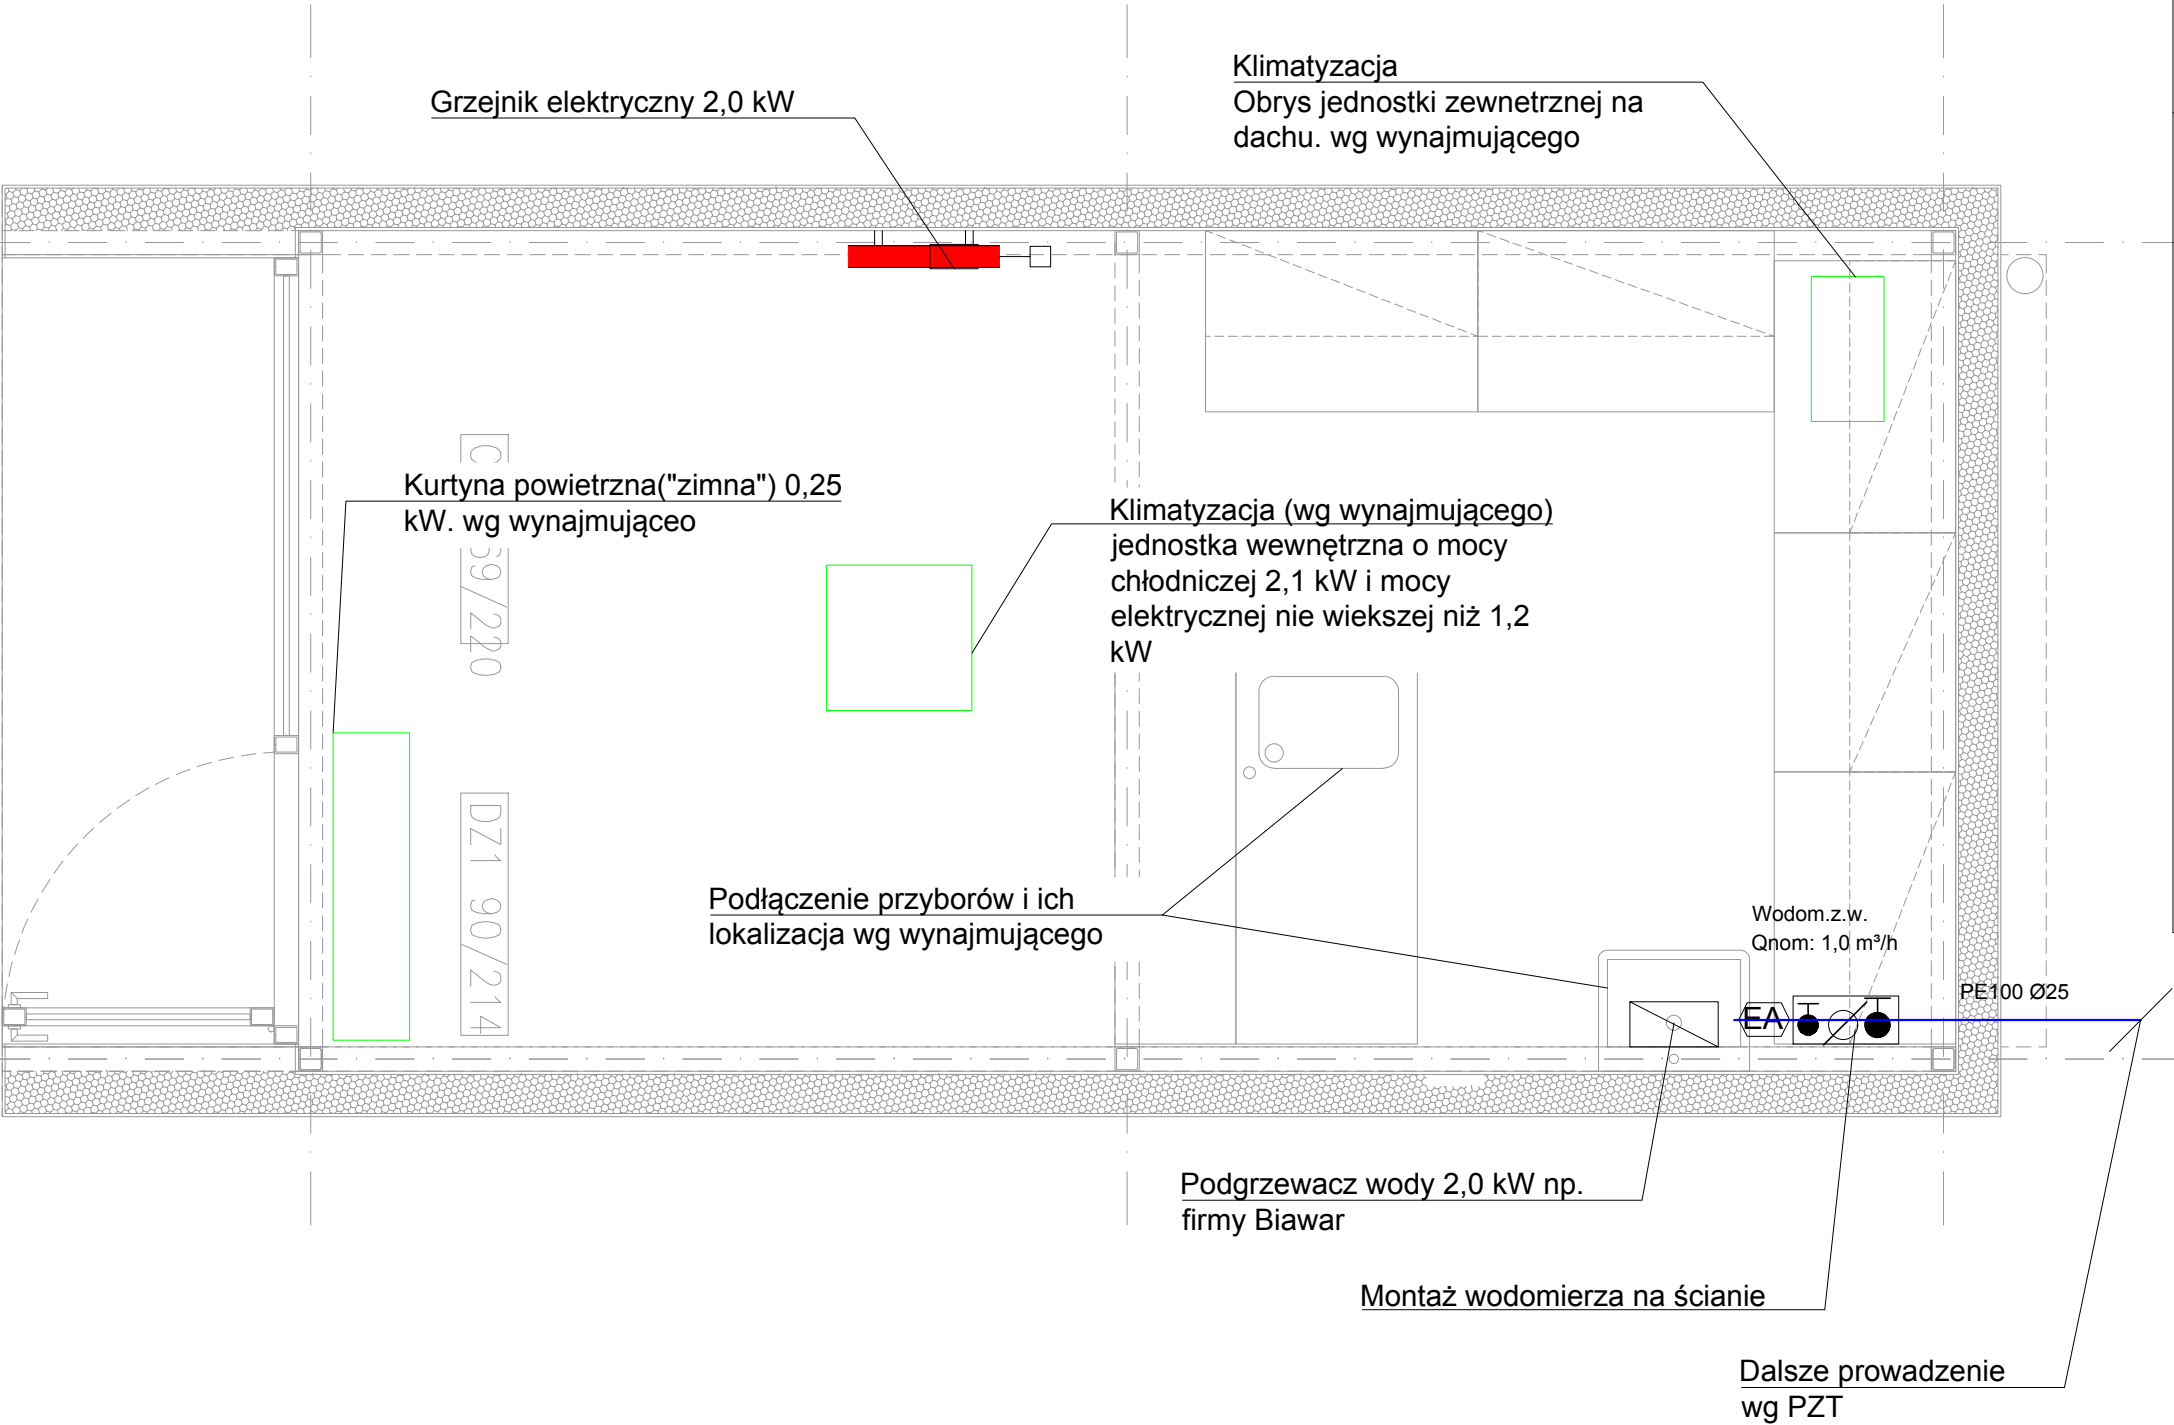 Klimatyzacja
Obrys jednostki zewnetrznej na
dachu. wg wynajmującego
Grzejnik elektryczny 2,0 kW
Kurtyna powietrzna("zimna") 0,25
kW. wg wynajmująceo
Klimatyzacja (wg wynajmującego)
jednostka wewnętrzna o mocy
chłodniczej 2,1 kW i mocy
elektrycznej nie wiekszej niż 1,2
kW
DZ1 90/214
Podłączenie przyborów i ich
lokalizacja wg wynajmującego
Wodom.z.w.
Qnom: 1,0 m³/h
PE100 Ø25
EA
Podgrzewacz wody 2,0 kW np.
firmy Biawar
Montaż wodomierza na ścianie
Dalsze prowadzenie
wg PZT